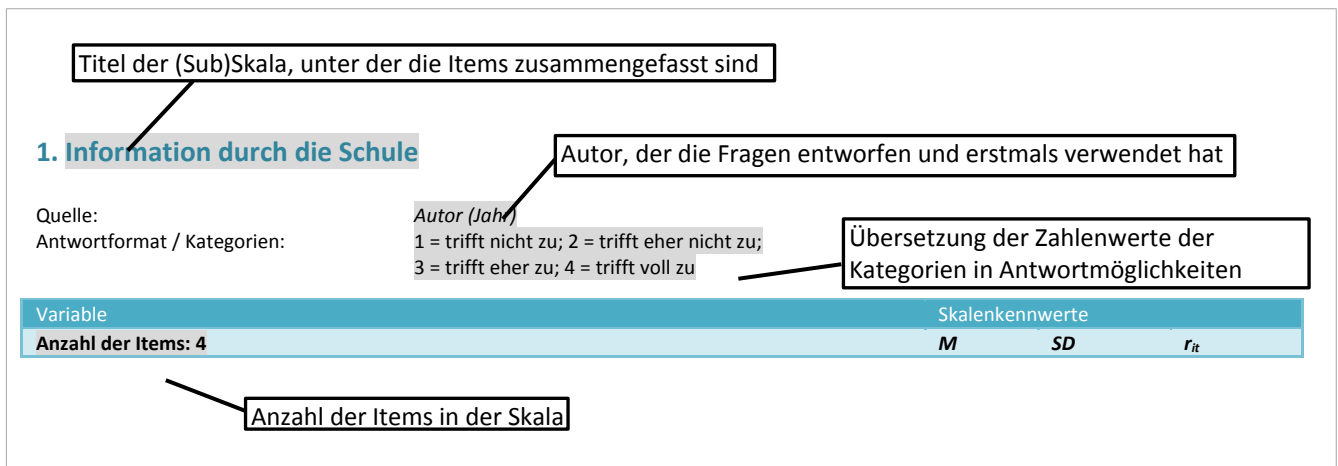 Titel der (Sub)Skala, unter der die Items zusammengefasst sind
1. Information durch die Schule
Autor, der die Fragen entworfen und erstmals verwendet hat
Quelle: Autor (Jahr)
Antwortformat / Kategorien: 1 = trifft nicht zu; 2 = trifft eher nicht zu;
3 = trifft eher zu; 4 = trifft voll zu
Übersetzung der Zahlenwerte der
Kategorien in Antwortmöglichkeiten
Variable Skalenkennwerte
Anzahl der Items: 4 M SD rit
Anzahl der Items in der Skala